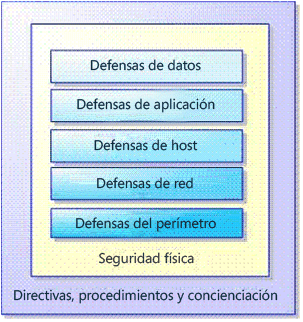 Defensas de datos
Defensas de aplicación
Defensas de host
Defensas de red
Defensas del perímetro
Seguridad física
Directivas, procedimientos y concienciación